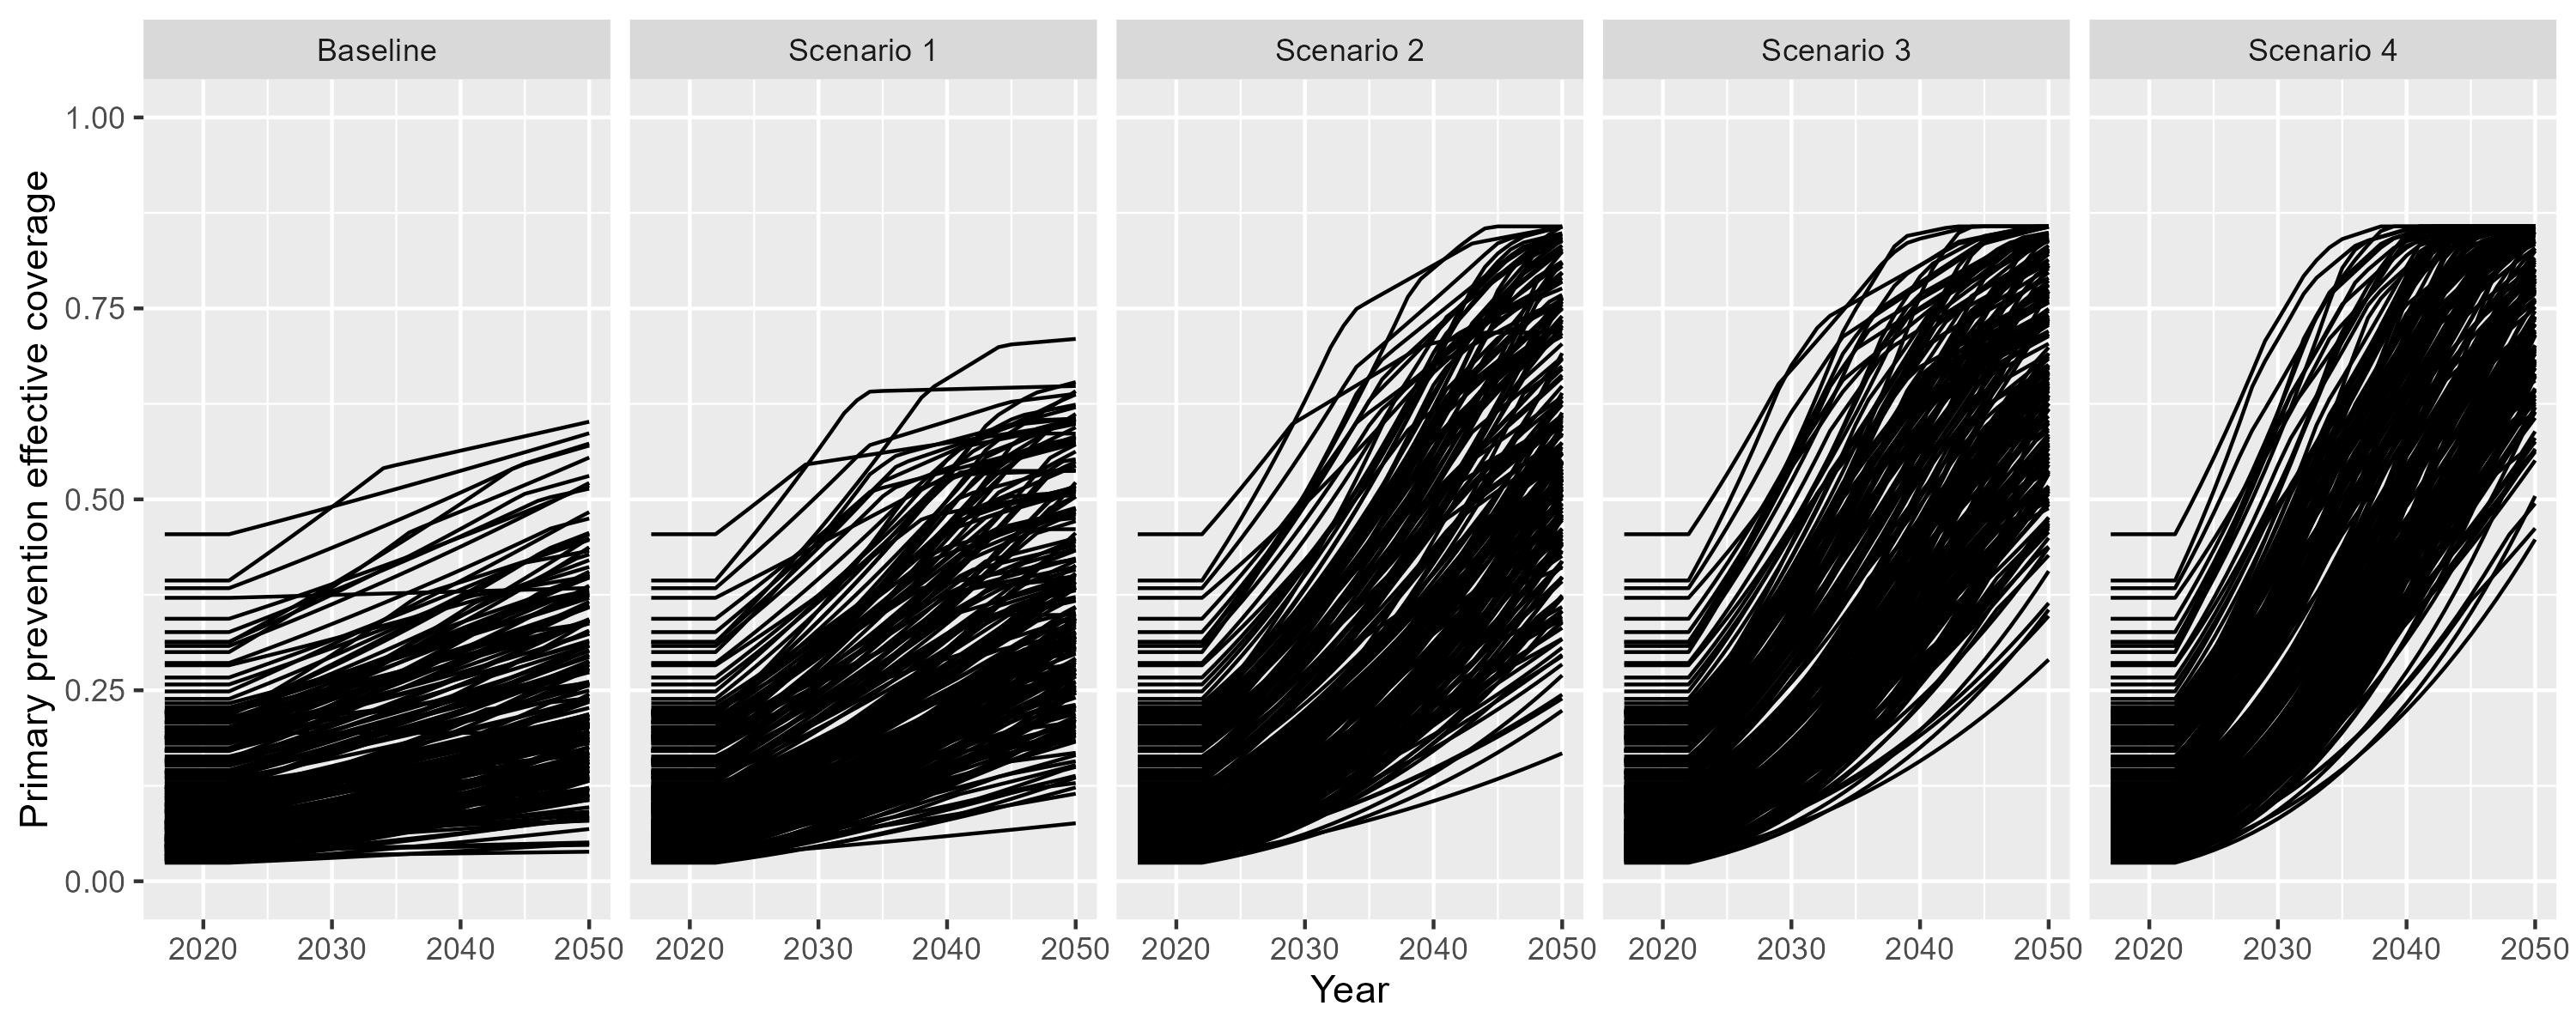 Baseline Scenario 1 Scenario 2 Scenario 3 Scenario 4
Primary prevention effective coverage
1.00
0.75
0.50
0.25
0.00
2020 2030 2040 2050 2020 2030 2040 2050 2020 2030 2040 2050 2020 2030 2040 2050 2020 2030 2040 2050
Year